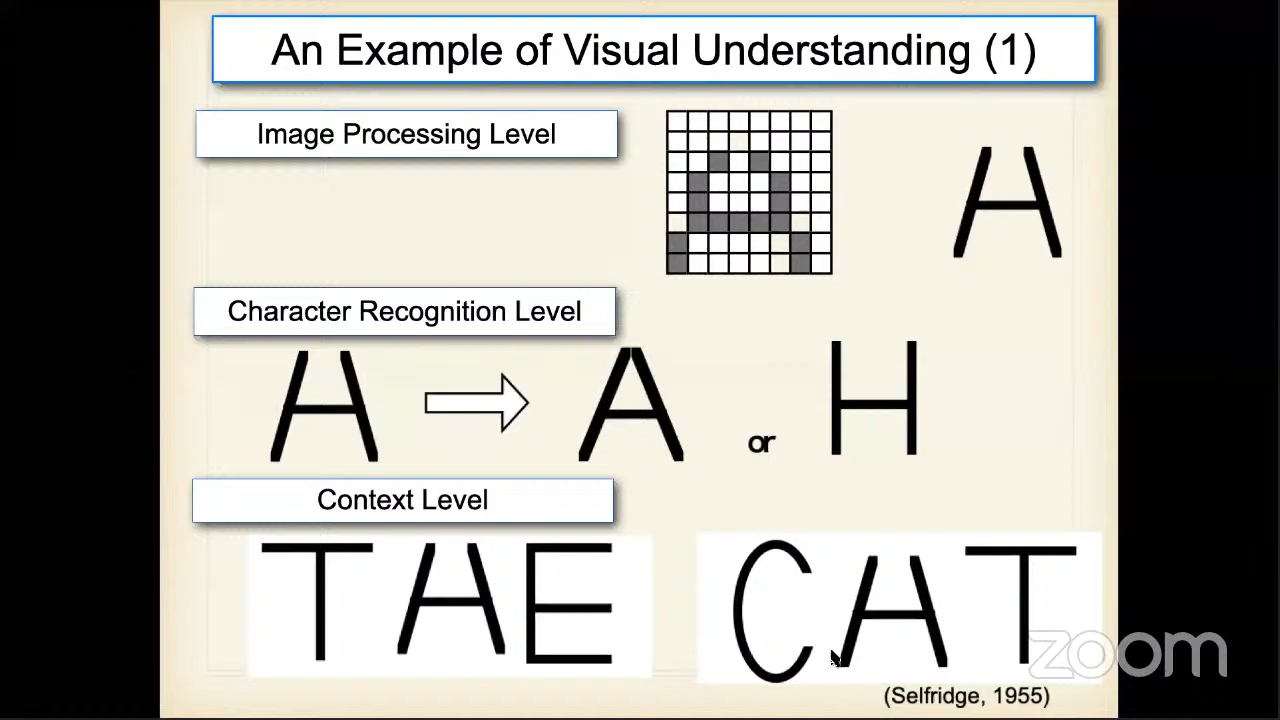 An Example of Visual Understanding (1)
Image Processing Level
Character Recognition Level
A or H
Context Level
THE CAT
zoom
(Selfridge, 1955)